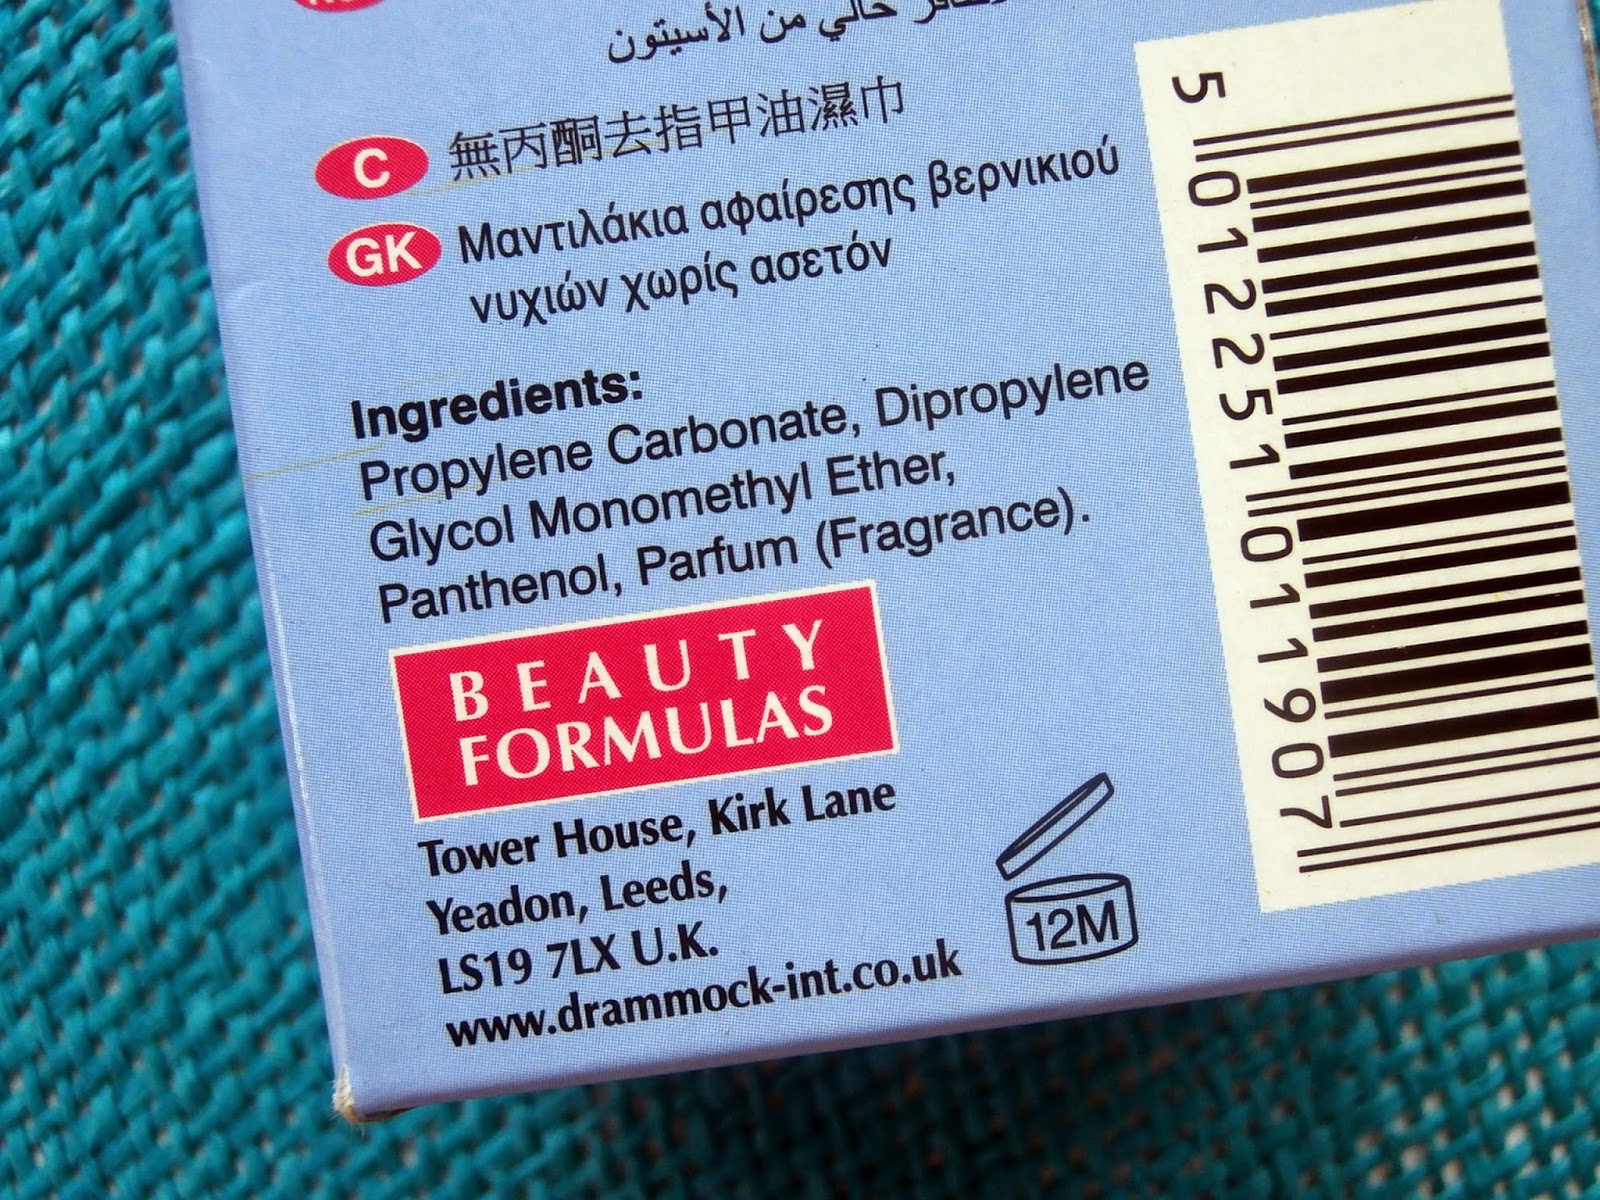 خالي من الأسيتون
C 無丙酮去指甲油濕巾
GK Μαντιλάκια αφαίρεσης βερνικιού
νυχιών χωρίς ασετόν
Ingredients:
Propylene Carbonate, Dipropylene
Glycol Monomethyl Ether,
Panthenol, Parfum (Fragrance).
BEAUTY
FORMULAS
Tower House, Kirk Lane
Yeadon, Leeds,
LS19 7LX U.K.
www.drammock-int.co.uk
12M
5 012251 011907